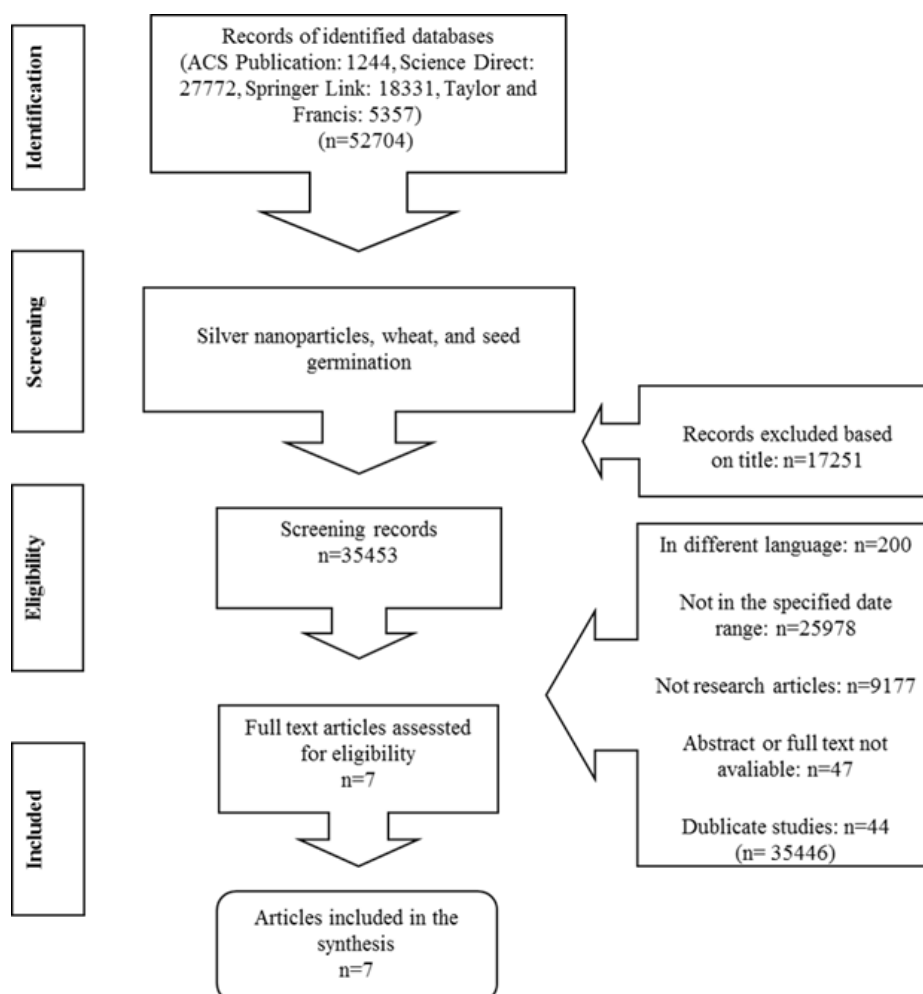 Identification
Records of identified databases
(ACS Publication: 1244, Science Direct:
27772, Springer Link: 18331, Taylor and
Francis: 5357)
(n=52704)
Screening
Silver nanoparticles, wheat, and seed
germination
Records excluded based
on title: n=17251
Eligibility
Screening records
n=35453
In different language: n=200
Not in the specified date
range: n=25978
Not research articles: n=9177
Abstract or full text not
avaliable: n=47
Dublicate studies: n=44
(n= 35446)
Full text articles assessted
for eligibility
n=7
Included
Articles included in the
synthesis
n=7